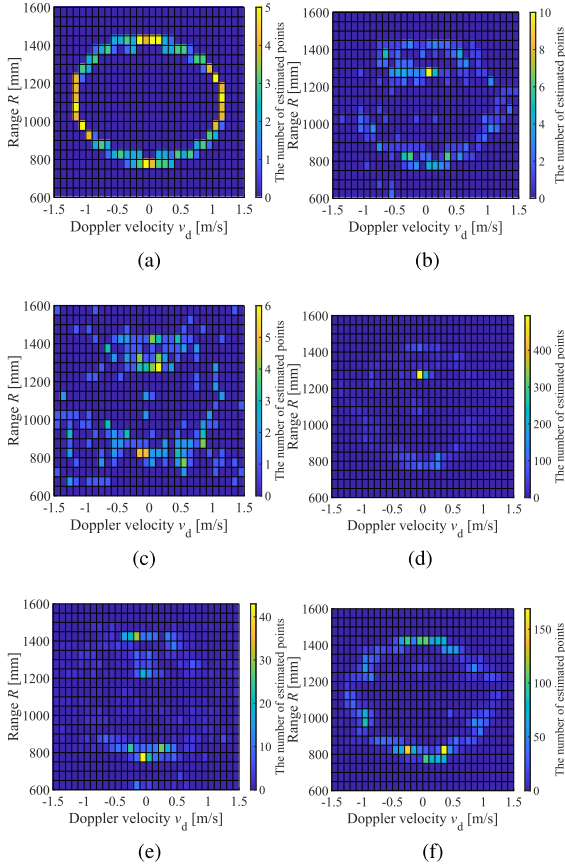 1600
1400
1200
1000
800
600
-1.5 -1 -0.5 0 0.5 1 1.5
Range R [mm]
Doppler velocity v_d [m/s]
5
4
3
2
1
0
The number of estimated points
(a)
1600
1400
1200
1000
800
600
-1.5 -1 -0.5 0 0.5 1 1.5
Range R [mm]
Doppler velocity v_d [m/s]
10
8
6
4
2
0
The number of estimated points
(b)
1600
1400
1200
1000
800
600
-1.5 -1 -0.5 0 0.5 1 1.5
Range R [mm]
Doppler velocity v_d [m/s]
6
5
4
3
2
1
0
The number of estimated points
(c)
1600
1400
1200
1000
800
600
-1.5 -1 -0.5 0 0.5 1 1.5
Range R [mm]
Doppler velocity v_d [m/s]
400
300
200
100
0
The number of estimated points
(d)
1600
1400
1200
1000
800
600
-1.5 -1 -0.5 0 0.5 1 1.5
Range R [mm]
Doppler velocity v_d [m/s]
40
30
20
10
0
The number of estimated points
(e)
1600
1400
1200
1000
800
600
-1.5 -1 -0.5 0 0.5 1 1.5
Range R [mm]
Doppler velocity v_d [m/s]
150
100
50
0
The number of estimated points
(f)